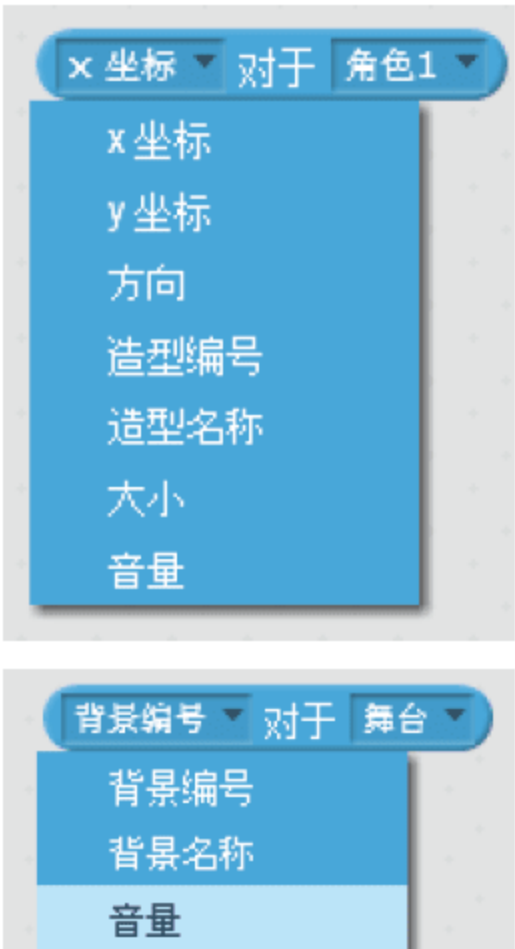 x 坐标 对于 角色1
x 坐标
y 坐标
方向
造型编号
造型名称
大小
音量
背景编号 对于 舞台
背景编号
背景名称
音量